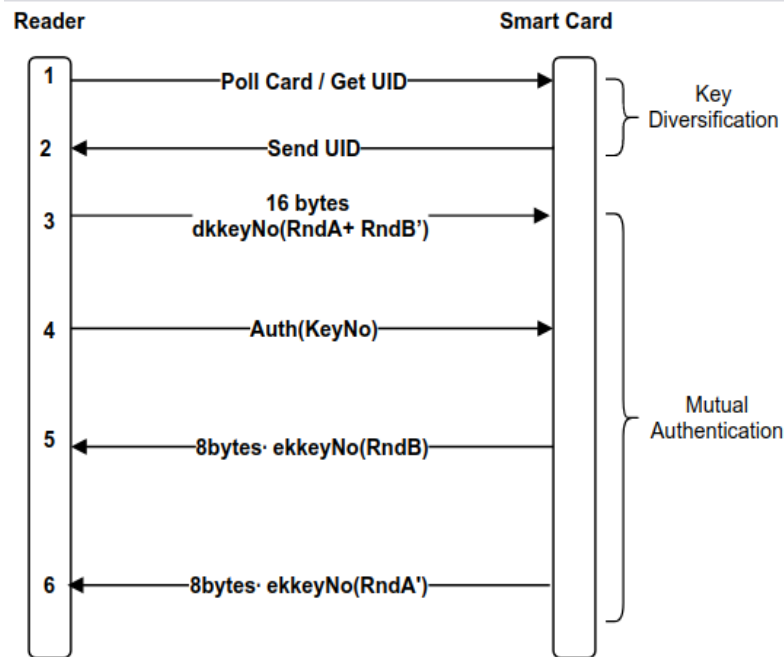 Reader
Smart Card
1
Poll Card / Get UID
Key
Diversification
2
Send UID
3
16 bytes
dkkeyNo(RndA+ RndB’)
4
Auth(KeyNo)
Mutual
Authentication
5
8bytes· ekkeyNo(RndB)
6
8bytes· ekkeyNo(RndA')